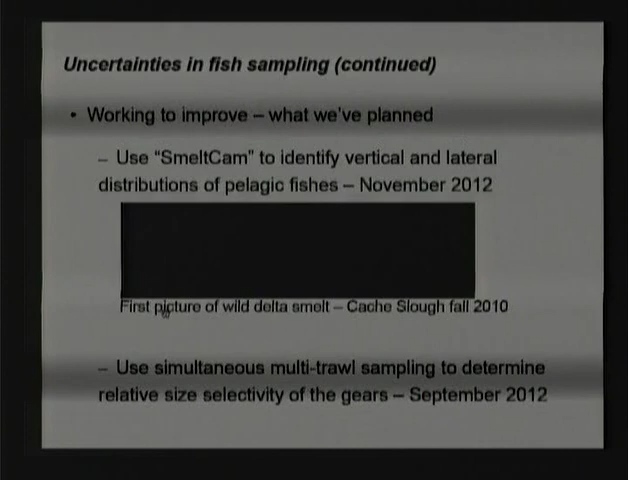 Uncertainties in fish sampling (continued)
• Working to improve – what we've planned
– Use “SmeltCam” to identify vertical and lateral
distributions of pelagic fishes – November 2012
First picture of wild delta smelt – Cache Slough fall 2010
– Use simultaneous multi-trawl sampling to determine
relative size selectivity of the gears – September 2012